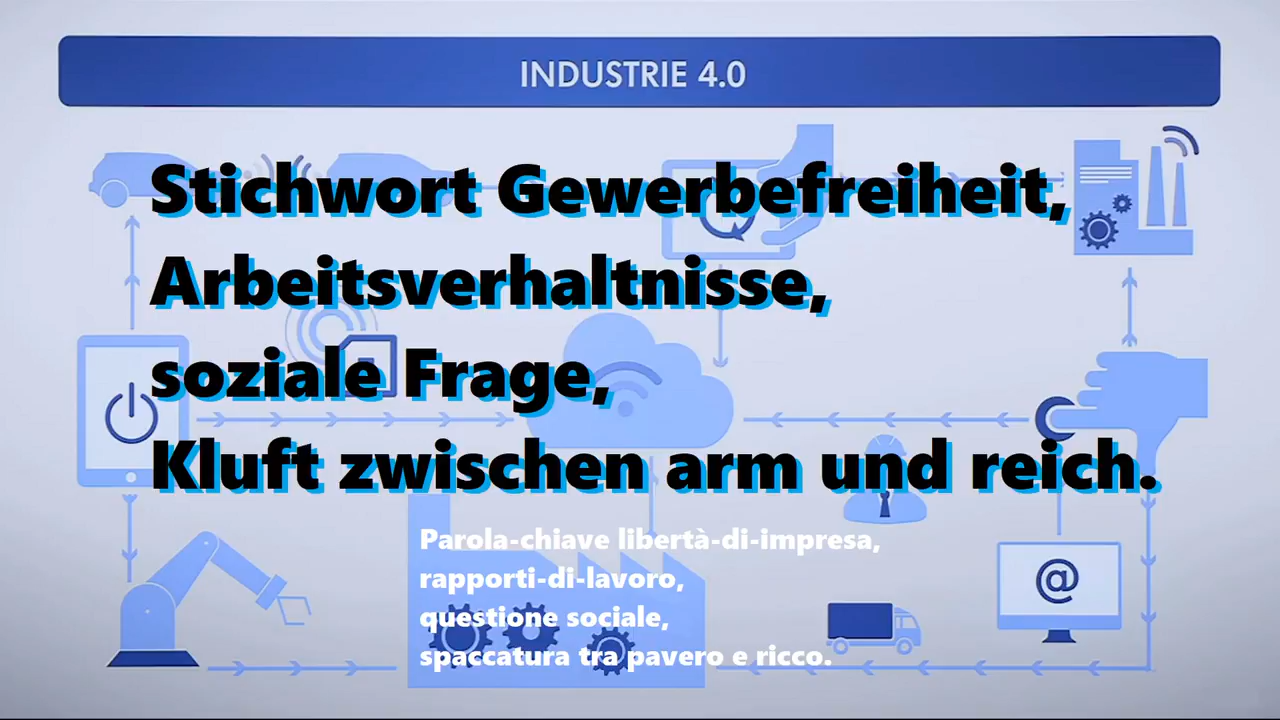 INDUSTRIE 4.0
Stichwort Gewerbefreiheit,
Arbeitsverhaltnisse,
soziale Frage,
Kluft zwischen arm und reich.
Parola-chiave libertà-di-impresa,
rapporti-di-lavoro,
questione sociale,
spaccatura tra pavero e ricco.
@